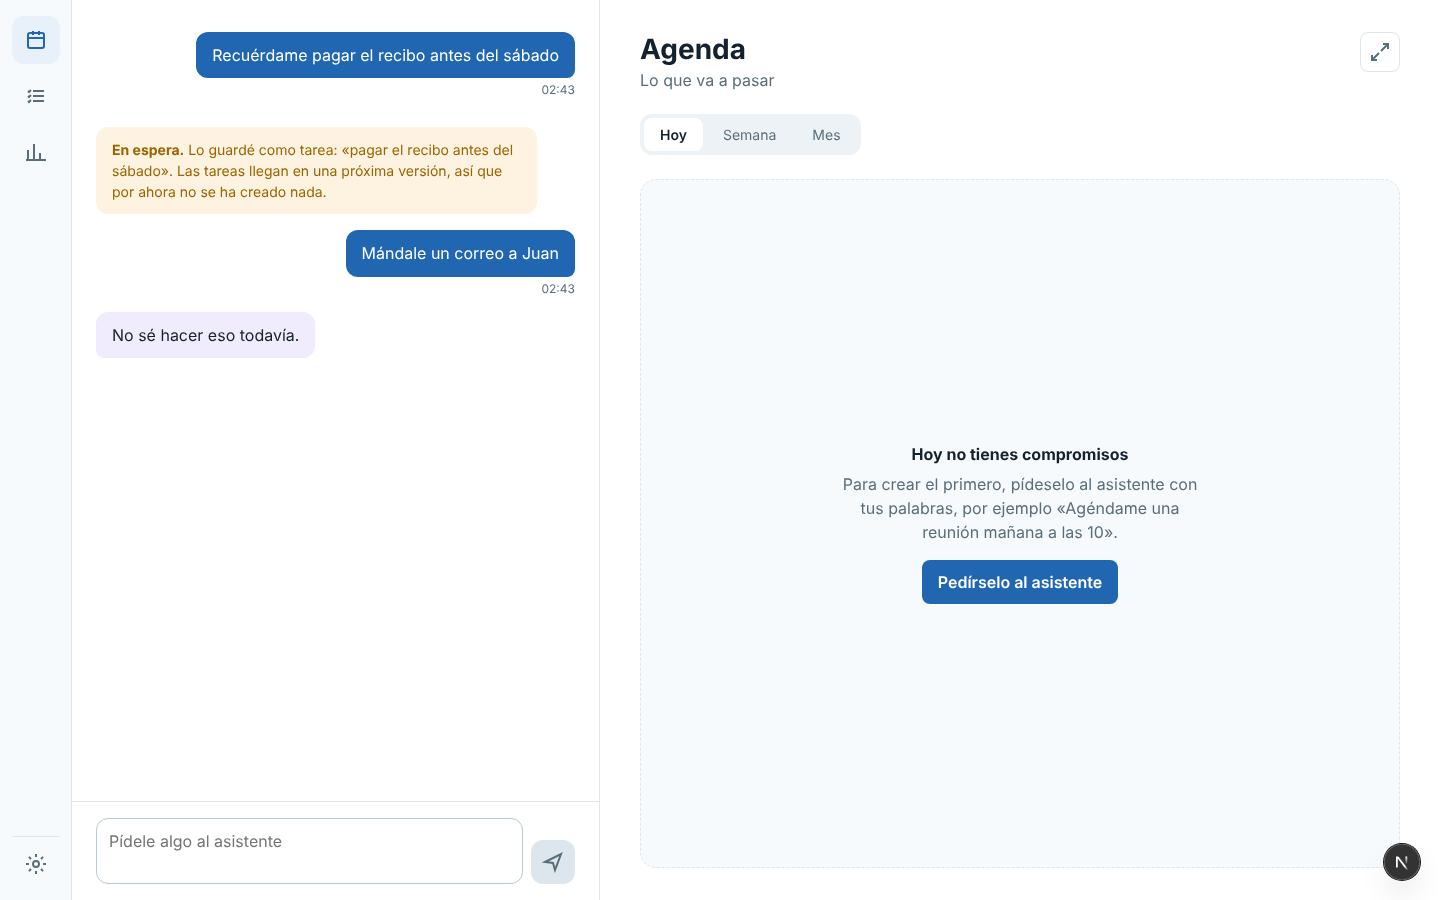 Recuérdame pagar el recibo antes del sábado
02:43
En espera. Lo guardé como tarea: «pagar el recibo antes del
sábado». Las tareas llegan en una próxima versión, así que
por ahora no se ha creado nada.
Mándale un correo a Juan
02:43
No sé hacer eso todavía.
Pídele algo al asistente
Agenda
Lo que va a pasar
Hoy
Semana
Mes
Hoy no tienes compromisos
Para crear el primero, pídeselo al asistente con
tus palabras, por ejemplo «Agéndame una
reunión mañana a las 10».
Pedírselo al asistente
N